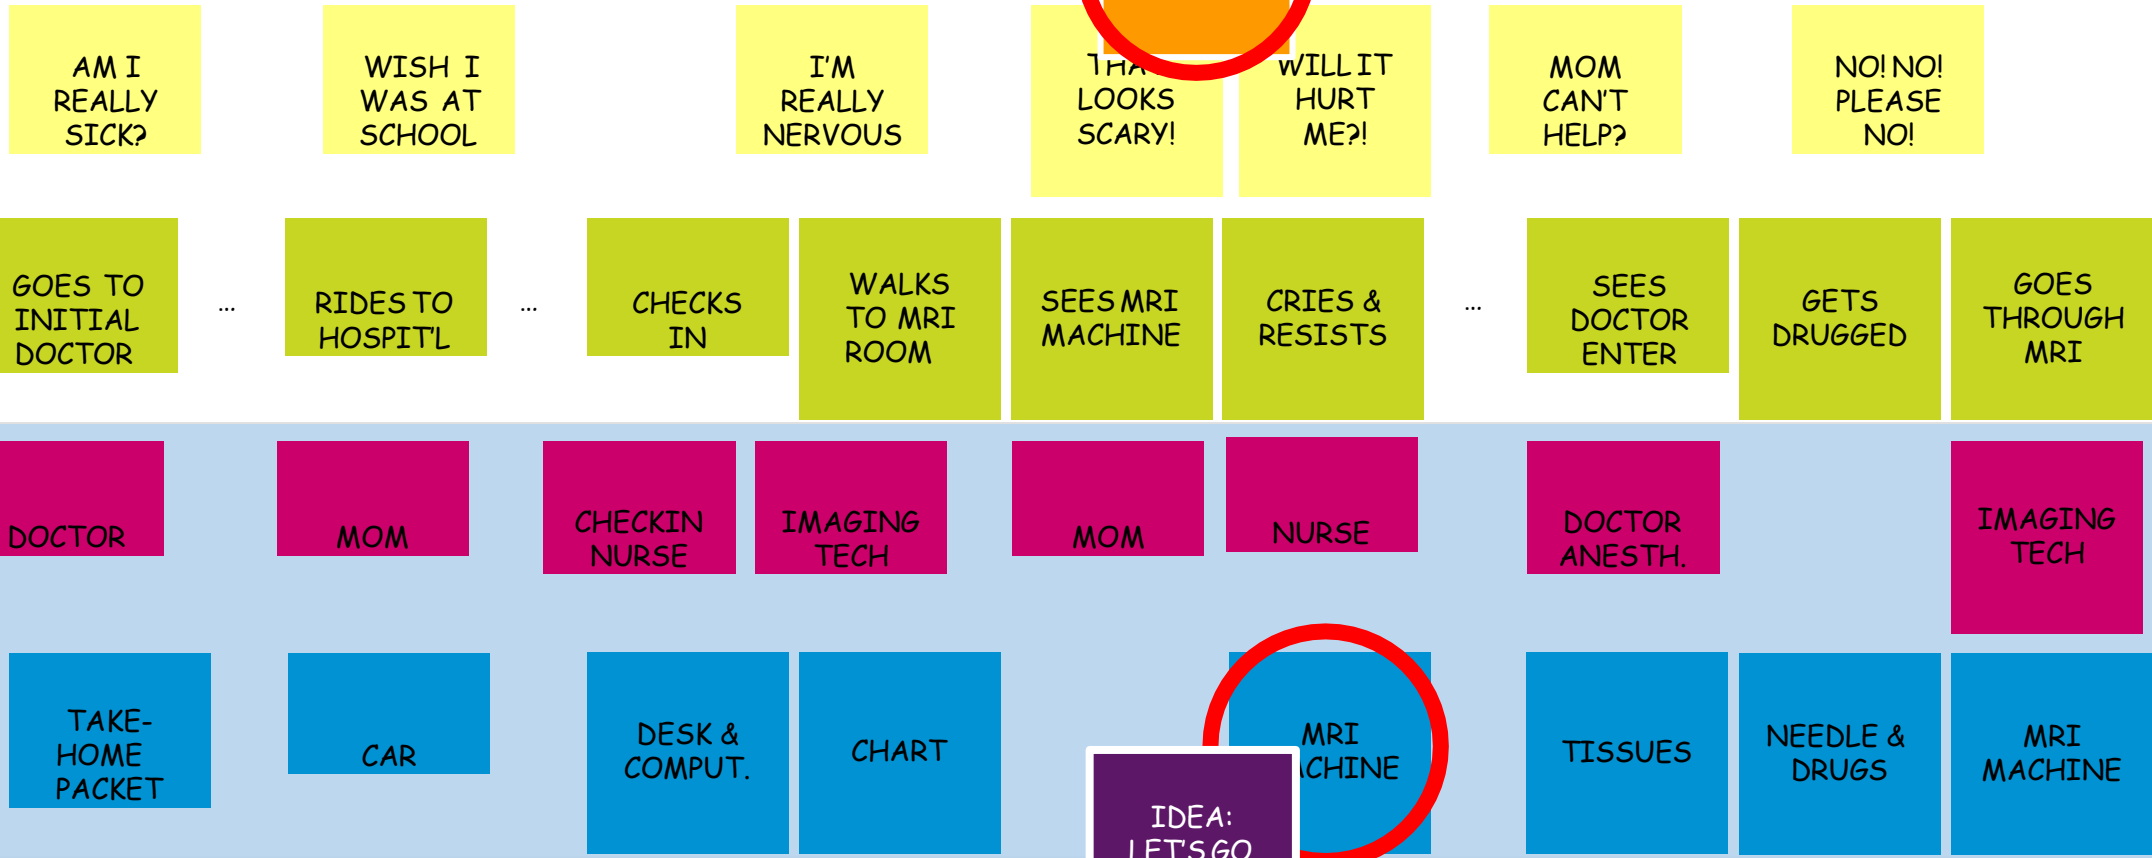 AM I
REALLY
SICK?
WISH I
WAS AT
SCHOOL
I'M
REALLY
NERVOUS
LOOKS
SCARY!
WILL IT
HURT
ME?!
MOM
CAN'T
HELP?
NO! NO!
PLEASE
NO!
GOES TO
INITIAL
DOCTOR
...
RIDES TO
HOSPIT'L
...
CHECKS
IN
WALKS
TO MRI
ROOM
SEES MRI
MACHINE
CRIES &
RESISTS
...
SEES
DOCTOR
ENTER
GETS
DRUGGED
GOES
THROUGH
MRI
DOCTOR
MOM
CHECKIN
NURSE
IMAGING
TECH
MOM
NURSE
DOCTOR
ANESTH.
IMAGING
TECH
TAKE-
HOME
PACKET
CAR
DESK &
COMPUT.
CHART
MRI
IDEA:
LET'S GO
TISSUES
NEEDLE &
DRUGS
MRI
MACHINE